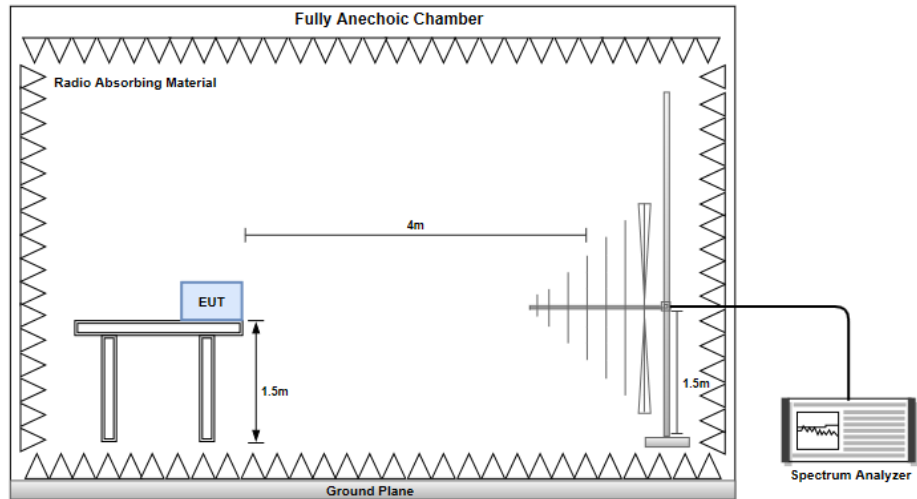 Fully Anechoic Chamber
Radio Absorbing Material
4m
EUT
1.5m
1.5m
Spectrum Analyzer
Ground Plane